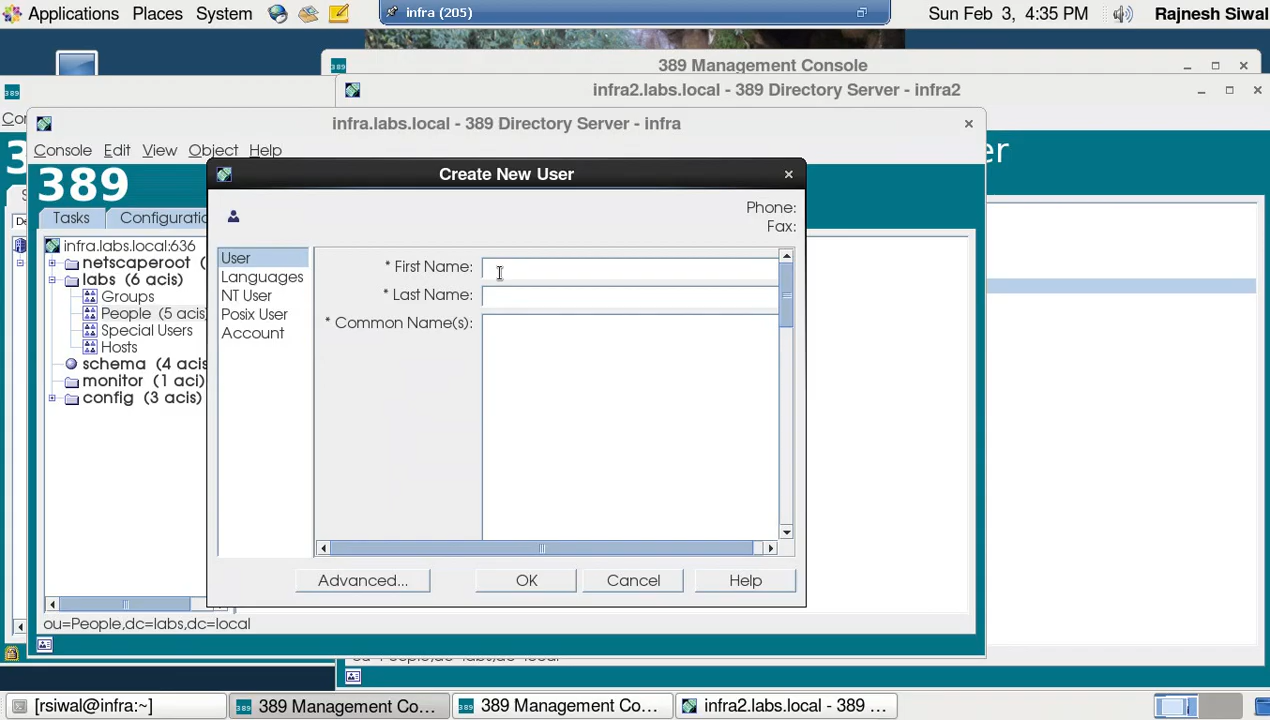 Applications Places System
infra (205)
Sun Feb 3, 4:35 PM
Rajnesh Siwal
389 Management Console
infra2.labs.local - 389 Directory Server - infra2
infra.labs.local - 389 Directory Server - infra
Console Edit View Object Help
389
Tasks
Configuratio
Create New User
Phone:
Fax:
User
Languages
NT User
Posix User
Account
* First Name:
* Last Name:
* Common Name(s):
Advanced...
OK
Cancel
Help
infra.labs.local:636
netscaperoot (
labs (6 acis)
Groups
People (5 acis
Special Users
Hosts
schema (4 acis
monitor (1 aci)
config (3 acis)
ou=People,dc=labs,dc=local
[rsiwal@infra:~]
389 Management Co...
389 Management Co...
infra2.labs.local - 389 ...